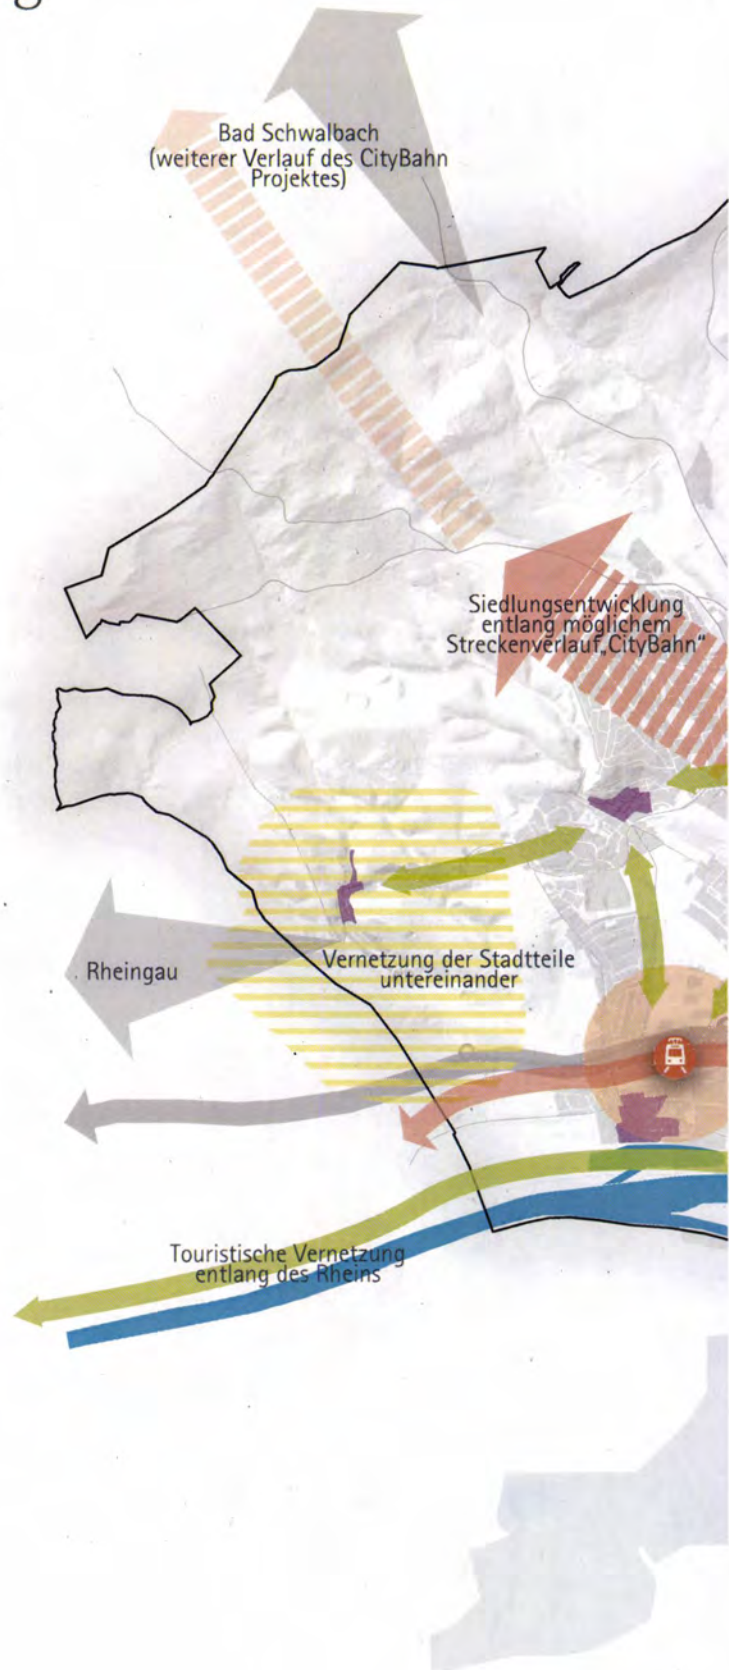 g
Bad Schwalbach
(weiterer Verlauf des CityBahn
Projektes)
Siedlungsentwicklung
entlang möglichem
Streckenverlauf„CityBahn“
Vernetzung der Stadtteile
untereinander
Rheingau
Touristische Vernetzung
entlang des Rheins